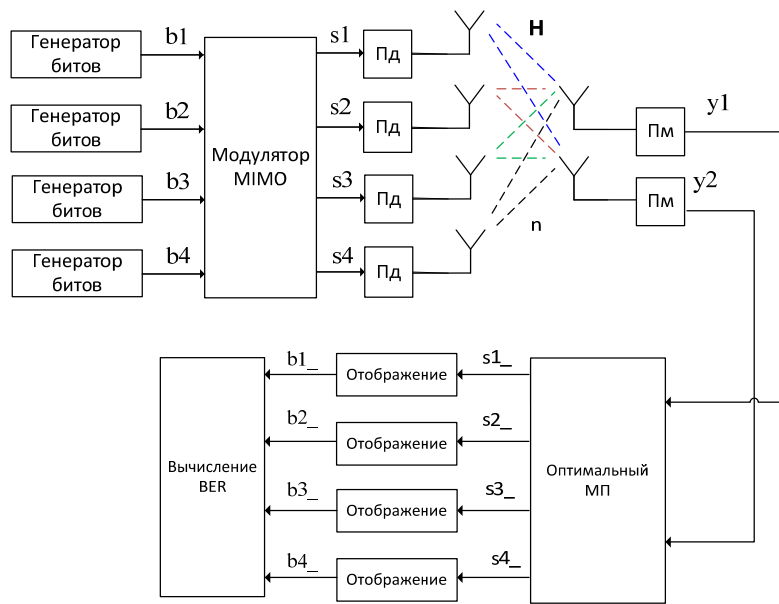 Генератор
битов
b1
s1
Пд
H
Генератор
битов
b2
s2
Пд
Модулятор
MIMO
Пм
y1
Генератор
битов
b3
s3
Пд
Пм
y2
Генератор
битов
b4
s4
Пд
n
b1_
Отображение
s1_
b2_
Отображение
s2_
Вычисление
BER
Оптимальный
МП
b3_
Отображение
s3_
b4_
Отображение
s4_